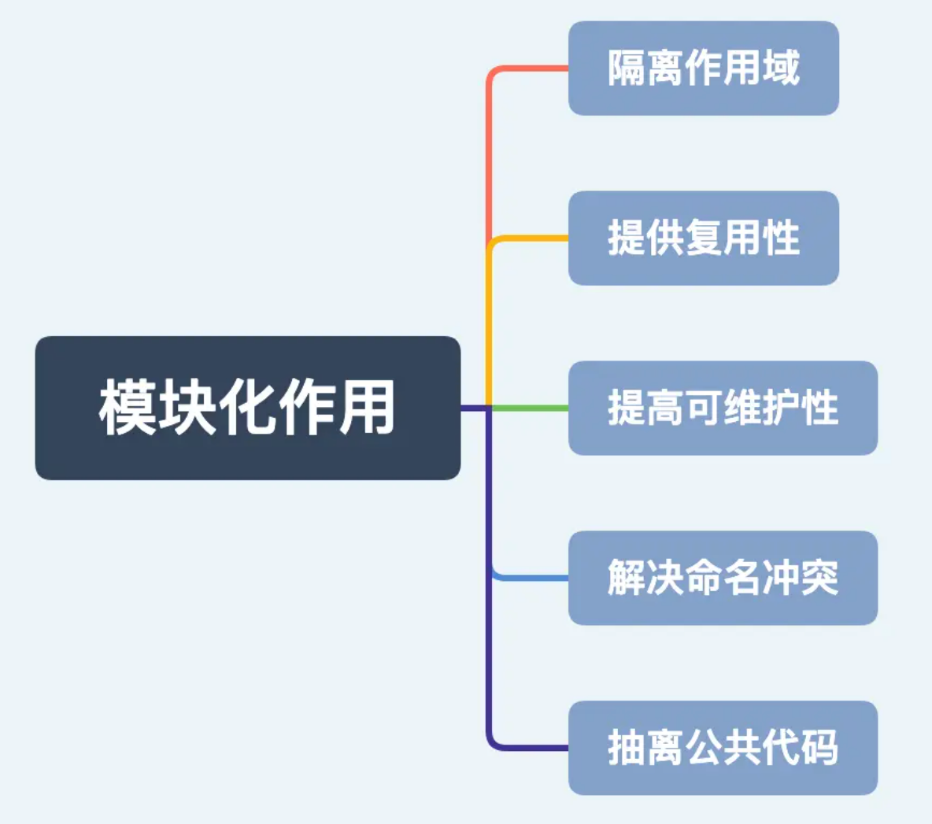 隔离作用域
提供复用性
模块化作用
提高可维护性
解决命名冲突
抽离公共代码